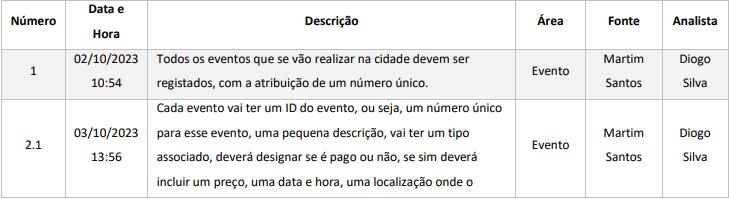 Número Data e Hora Descrição Área Fonte Analista
1 02/10/2023 10:54 Todos os eventos que se vão realizar na cidade devem ser registados, com a atribuição de um número único. Evento Martim Santos Diogo Silva
2.1 03/10/2023 13:56 Cada evento vai ter um ID do evento, ou seja, um número único para esse evento, uma pequena descrição, vai ter um tipo associado, deverá designar se é pago ou não, se sim deverá incluir um preço, uma data e hora, uma localização onde o Evento Martim Santos Diogo Silva